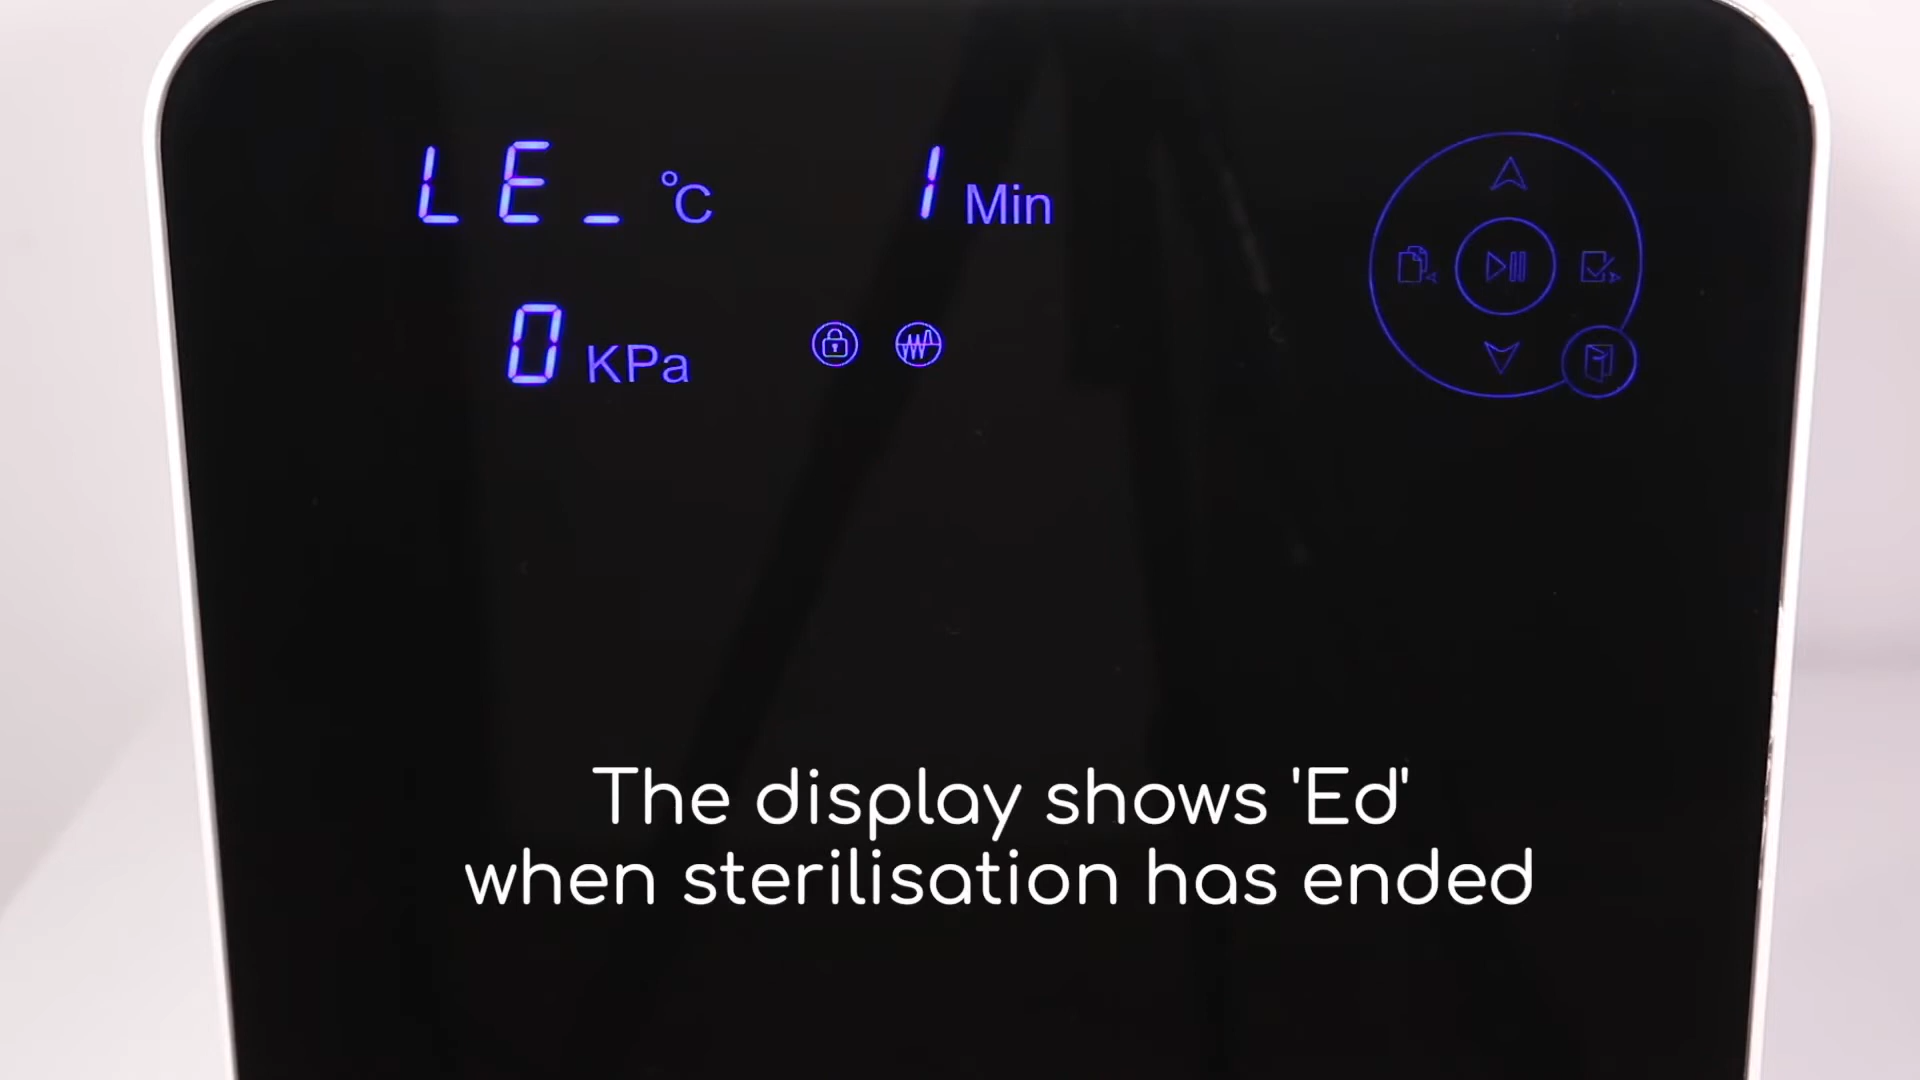 LE_ °C 1 Min
0 KPa
The display shows 'Ed'
when sterilisation has ended